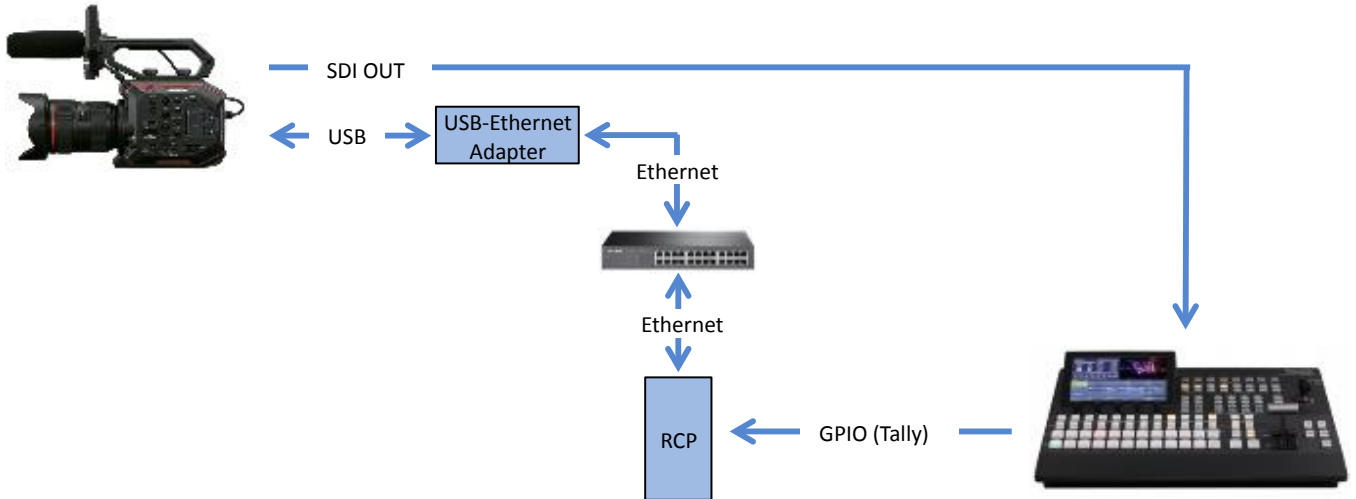 SDI OUT
USB
USB-Ethernet
Adapter
Ethernet
Ethernet
RCP
GPIO (Tally)